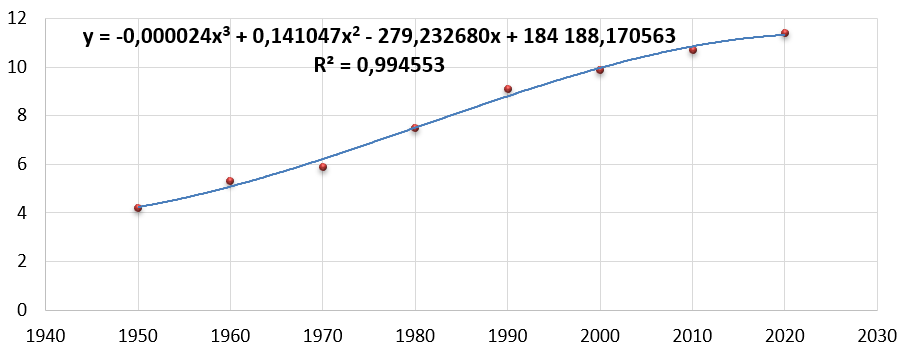 12
y = -0,000024x³ + 0,141047x² - 279,232680x + 184 188,170563
R² = 0,994553
10
8
6
4
2
0
1940 1950 1960 1970 1980 1990 2000 2010 2020 2030